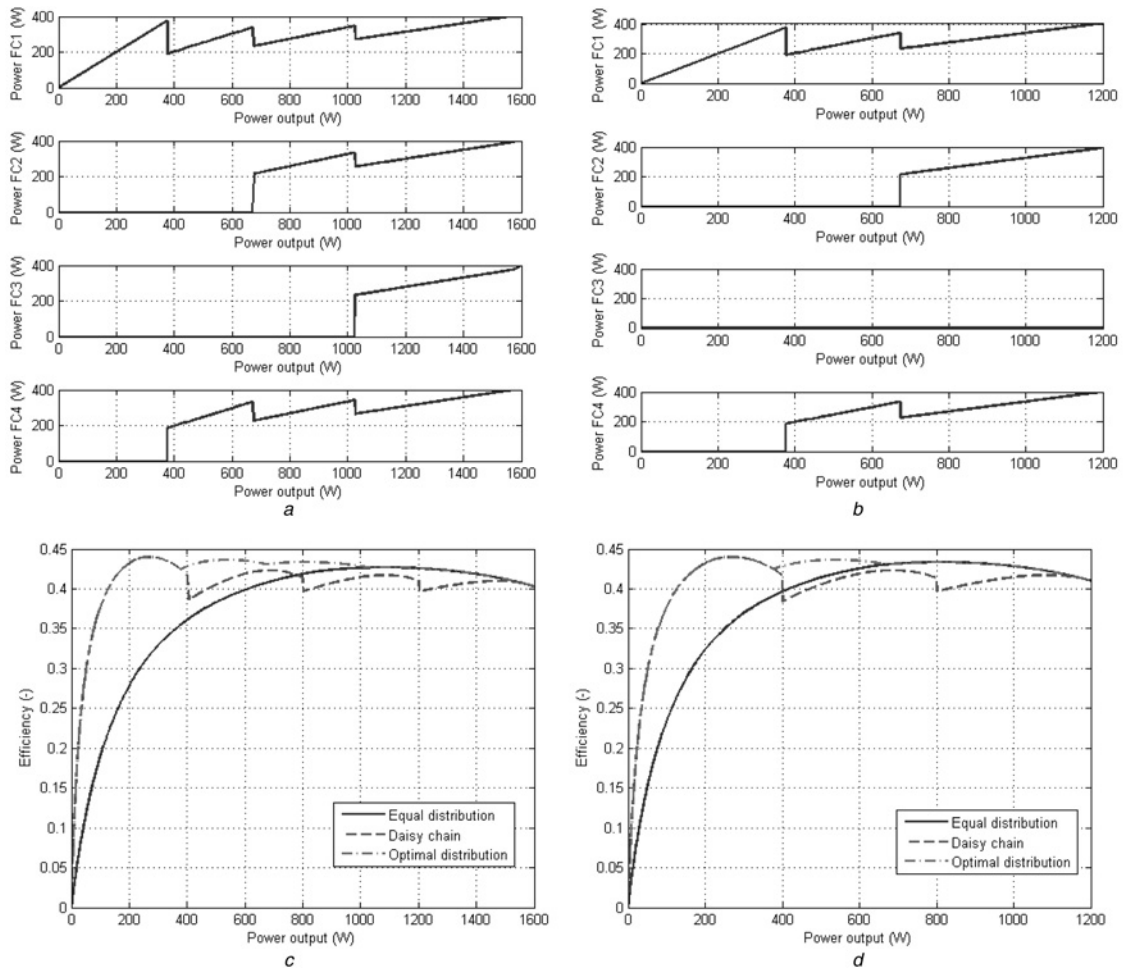 Power FC1 (W)
400
200
0
0 200 400 600 800 1000 1200 1400 1600
Power output (W)
Power FC2 (W)
400
200
0
0 200 400 600 800 1000 1200 1400 1600
Power output (W)
Power FC3 (W)
400
200
0
0 200 400 600 800 1000 1200 1400 1600
Power output (W)
Power FC4 (W)
400
200
0
0 200 400 600 800 1000 1200 1400 1600
Power output (W)
a
Power FC1 (W)
400
200
0
0 200 400 600 800 1000 1200
Power output (W)
Power FC2 (W)
400
200
0
0 200 400 600 800 1000 1200
Power output (W)
Power FC3 (W)
400
200
0
0 200 400 600 800 1000 1200
Power output (W)
Power FC4 (W)
400
200
0
0 200 400 600 800 1000 1200
Power output (W)
b
Efficiency (-)
0.45
0.4
0.35
0.3
0.25
0.2
0.15
0.1
0.05
0
Equal distribution
Daisy chain
Optimal distribution
0 200 400 600 800 1000 1200 1400 1600
Power output (W)
c
Efficiency (-)
0.45
0.4
0.35
0.3
0.25
0.2
0.15
0.1
0.05
0
Equal distribution
Daisy chain
Optimal distribution
0 200 400 600 800 1000 1200
Power output (W)
d